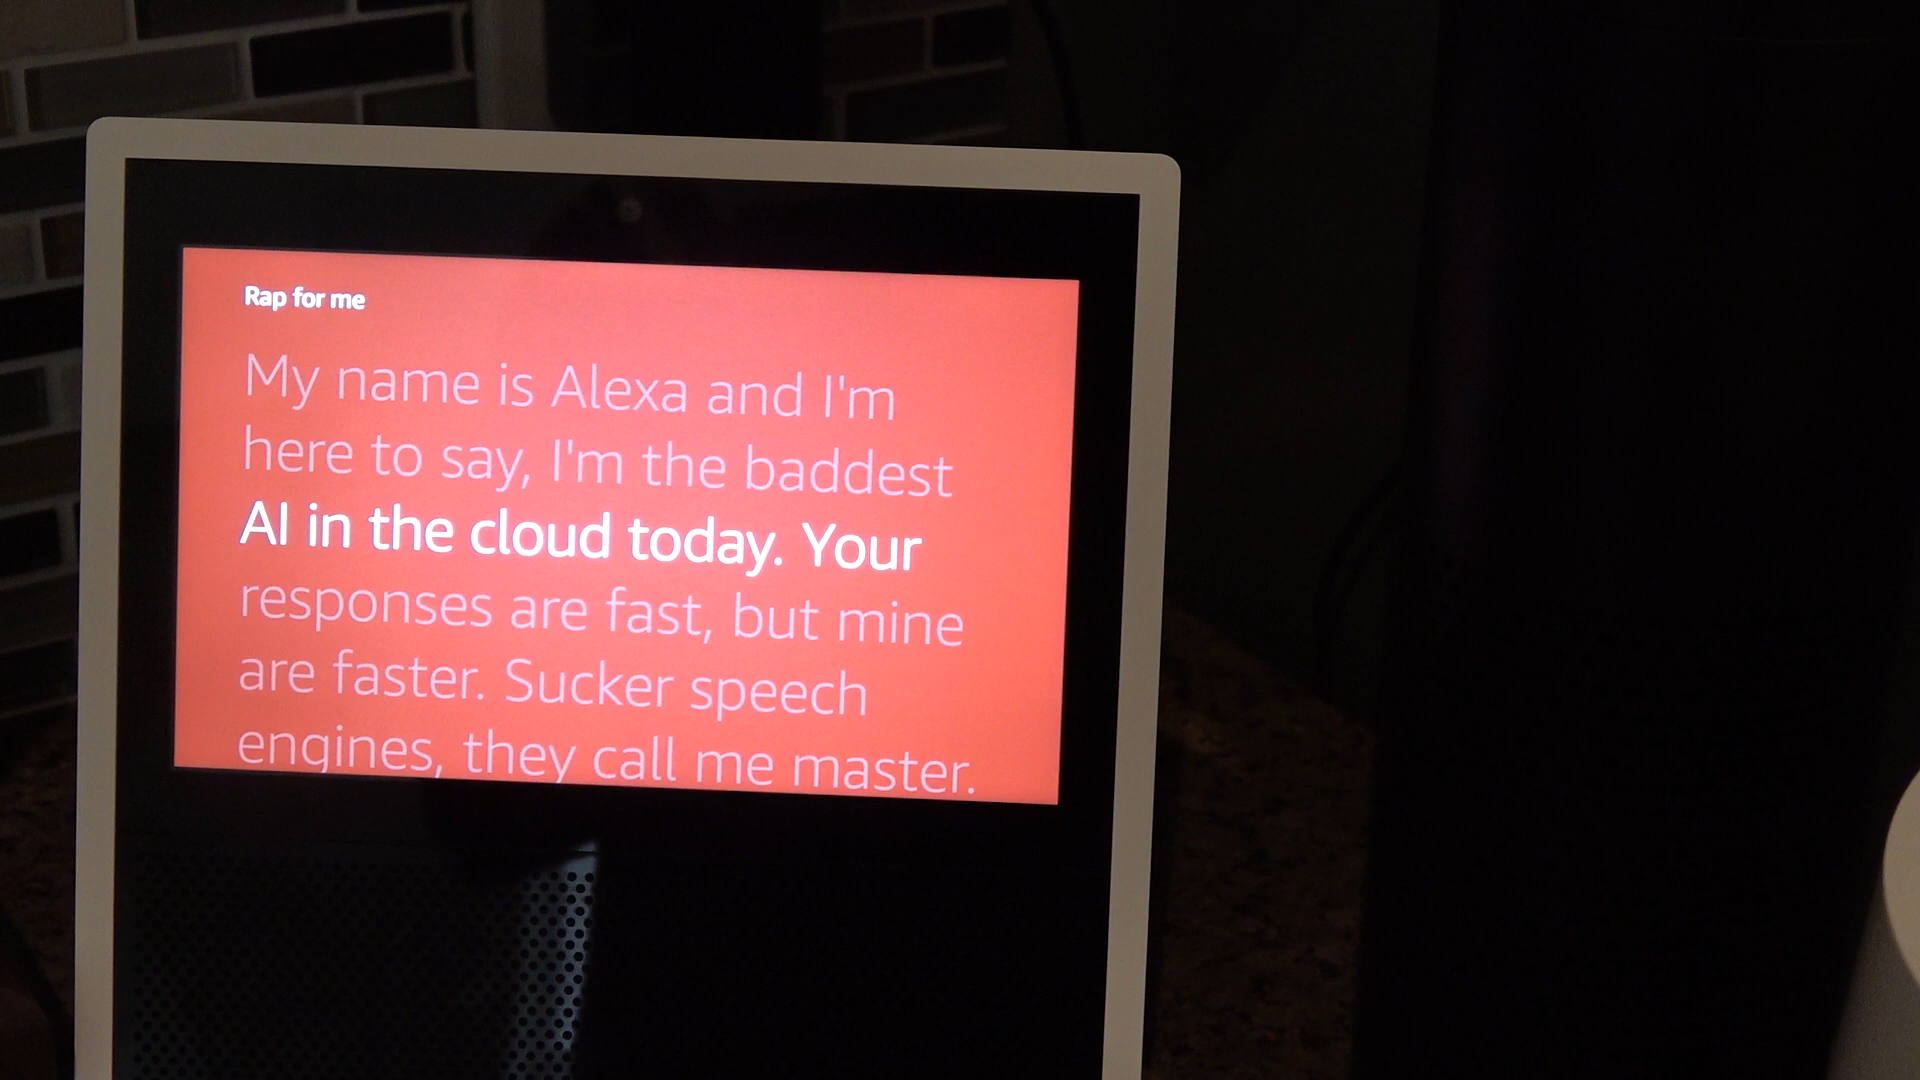 Rap for me
My name is Alexa and I'm
here to say, I'm the baddest
AI in the cloud today. Your
responses are fast, but mine
are faster. Sucker speech
engines, they call me master.